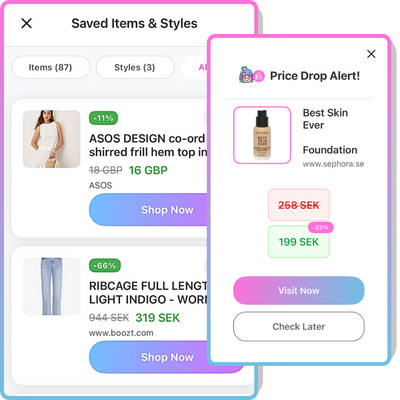 Saved Items & Styles
Items (87)
Styles (3)
-11%
ASOS DESIGN co-ord
shirred frill hem top in
18 GBP 16 GBP
ASOS
Shop Now
-66%
RIBCAGE FULL LENGT
LIGHT INDIGO - WOR
944 SEK 319 SEK
www.boozt.com
Shop Now
Price Drop Alert!
Best Skin
Ever
Foundation
www.sephora.se
258 SEK
-23%
199 SEK
Visit Now
Check Later